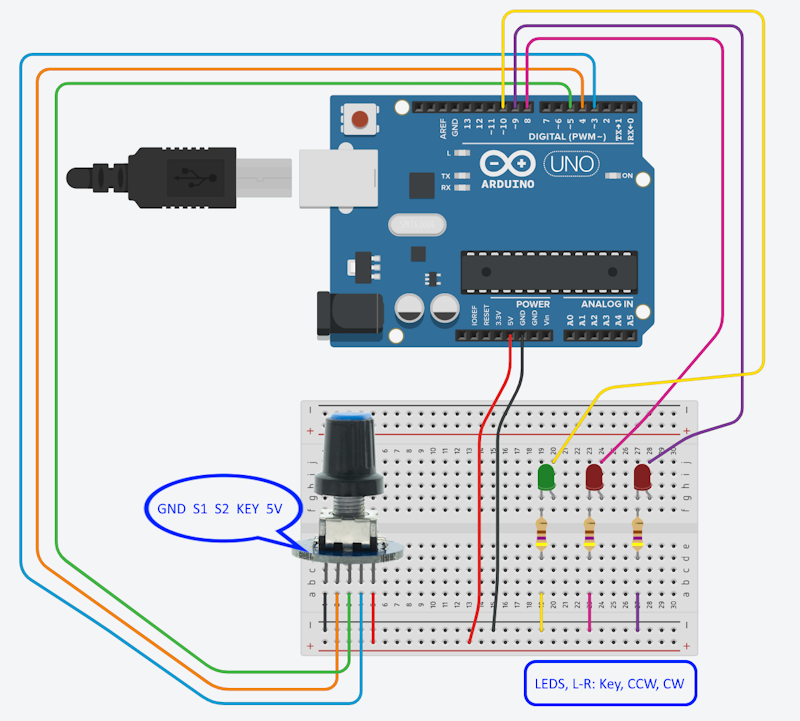 AREF
GND
13
12
~11
~10
~9
8
7
~6
~5
4
~3
2
TX→1
RX←0
DIGITAL (PWM~)
L
TX
RX
ARDUINO
UNO
ON
POWER
ANALOG IN
IOREF
RESET
3.3V
5V
GND
GND
Vin
A0
A1
A2
A3
A4
A5
GND S1 S2 KEY 5V
LEDS, L-R: Key, CCW, CW